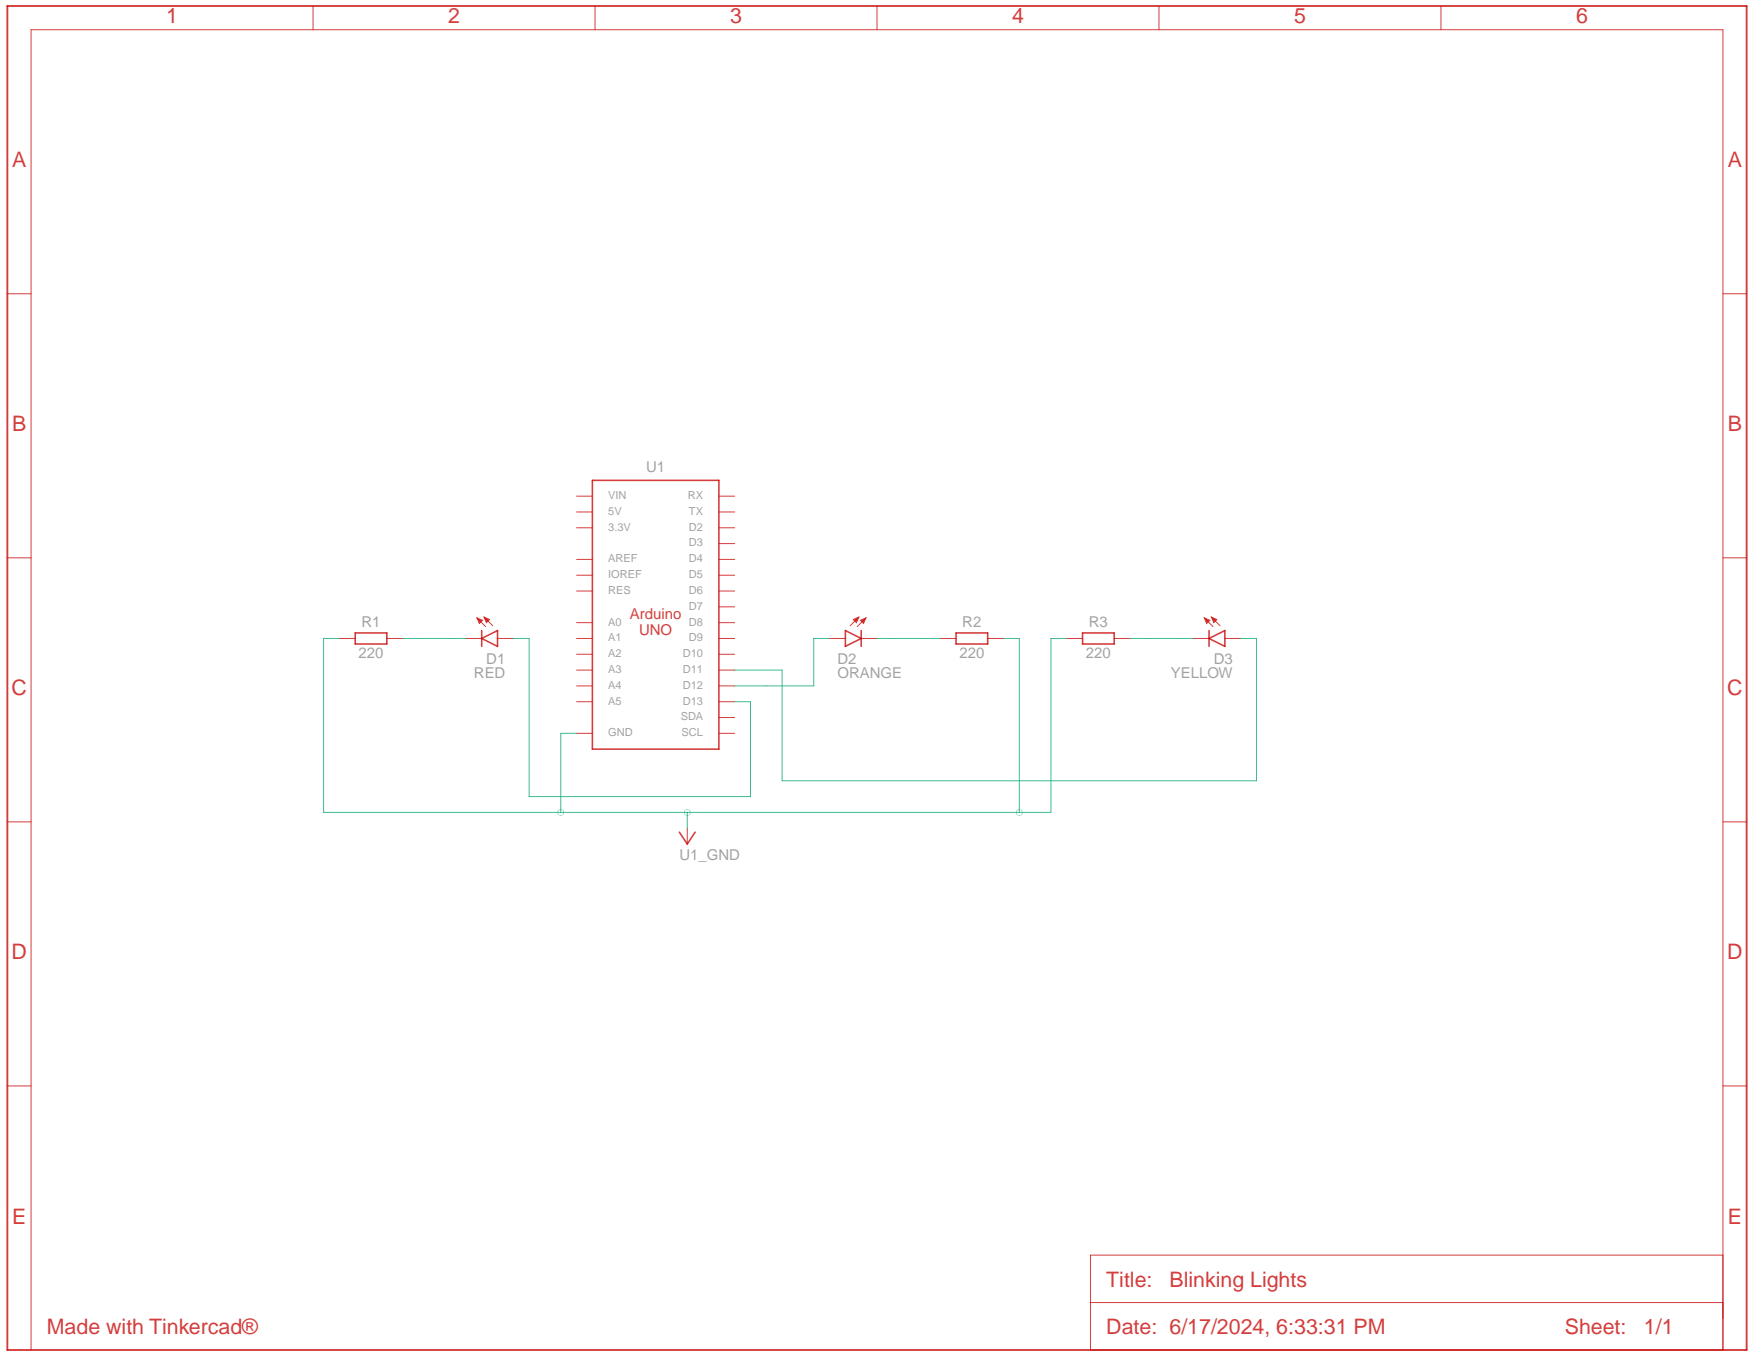 1 2 3 4 5 6
A A
B B
U1
VIN RX
5V TX
3.3V D2
D3
AREF D4
IOREF D5
RES D6
D7
Arduino
UNO
A0 D8
A1 D9
A2 D10
A3 D11
A4 D12
A5 D13
SDA
GND SCL
R1
220
D1
RED
D2
ORANGE
R2
220
R3
220
D3
YELLOW
C C
U1_GND
D D
E E
Title: Blinking Lights
Made with Tinkercad®
Date: 6/17/2024, 6:33:31 PM Sheet: 1/1